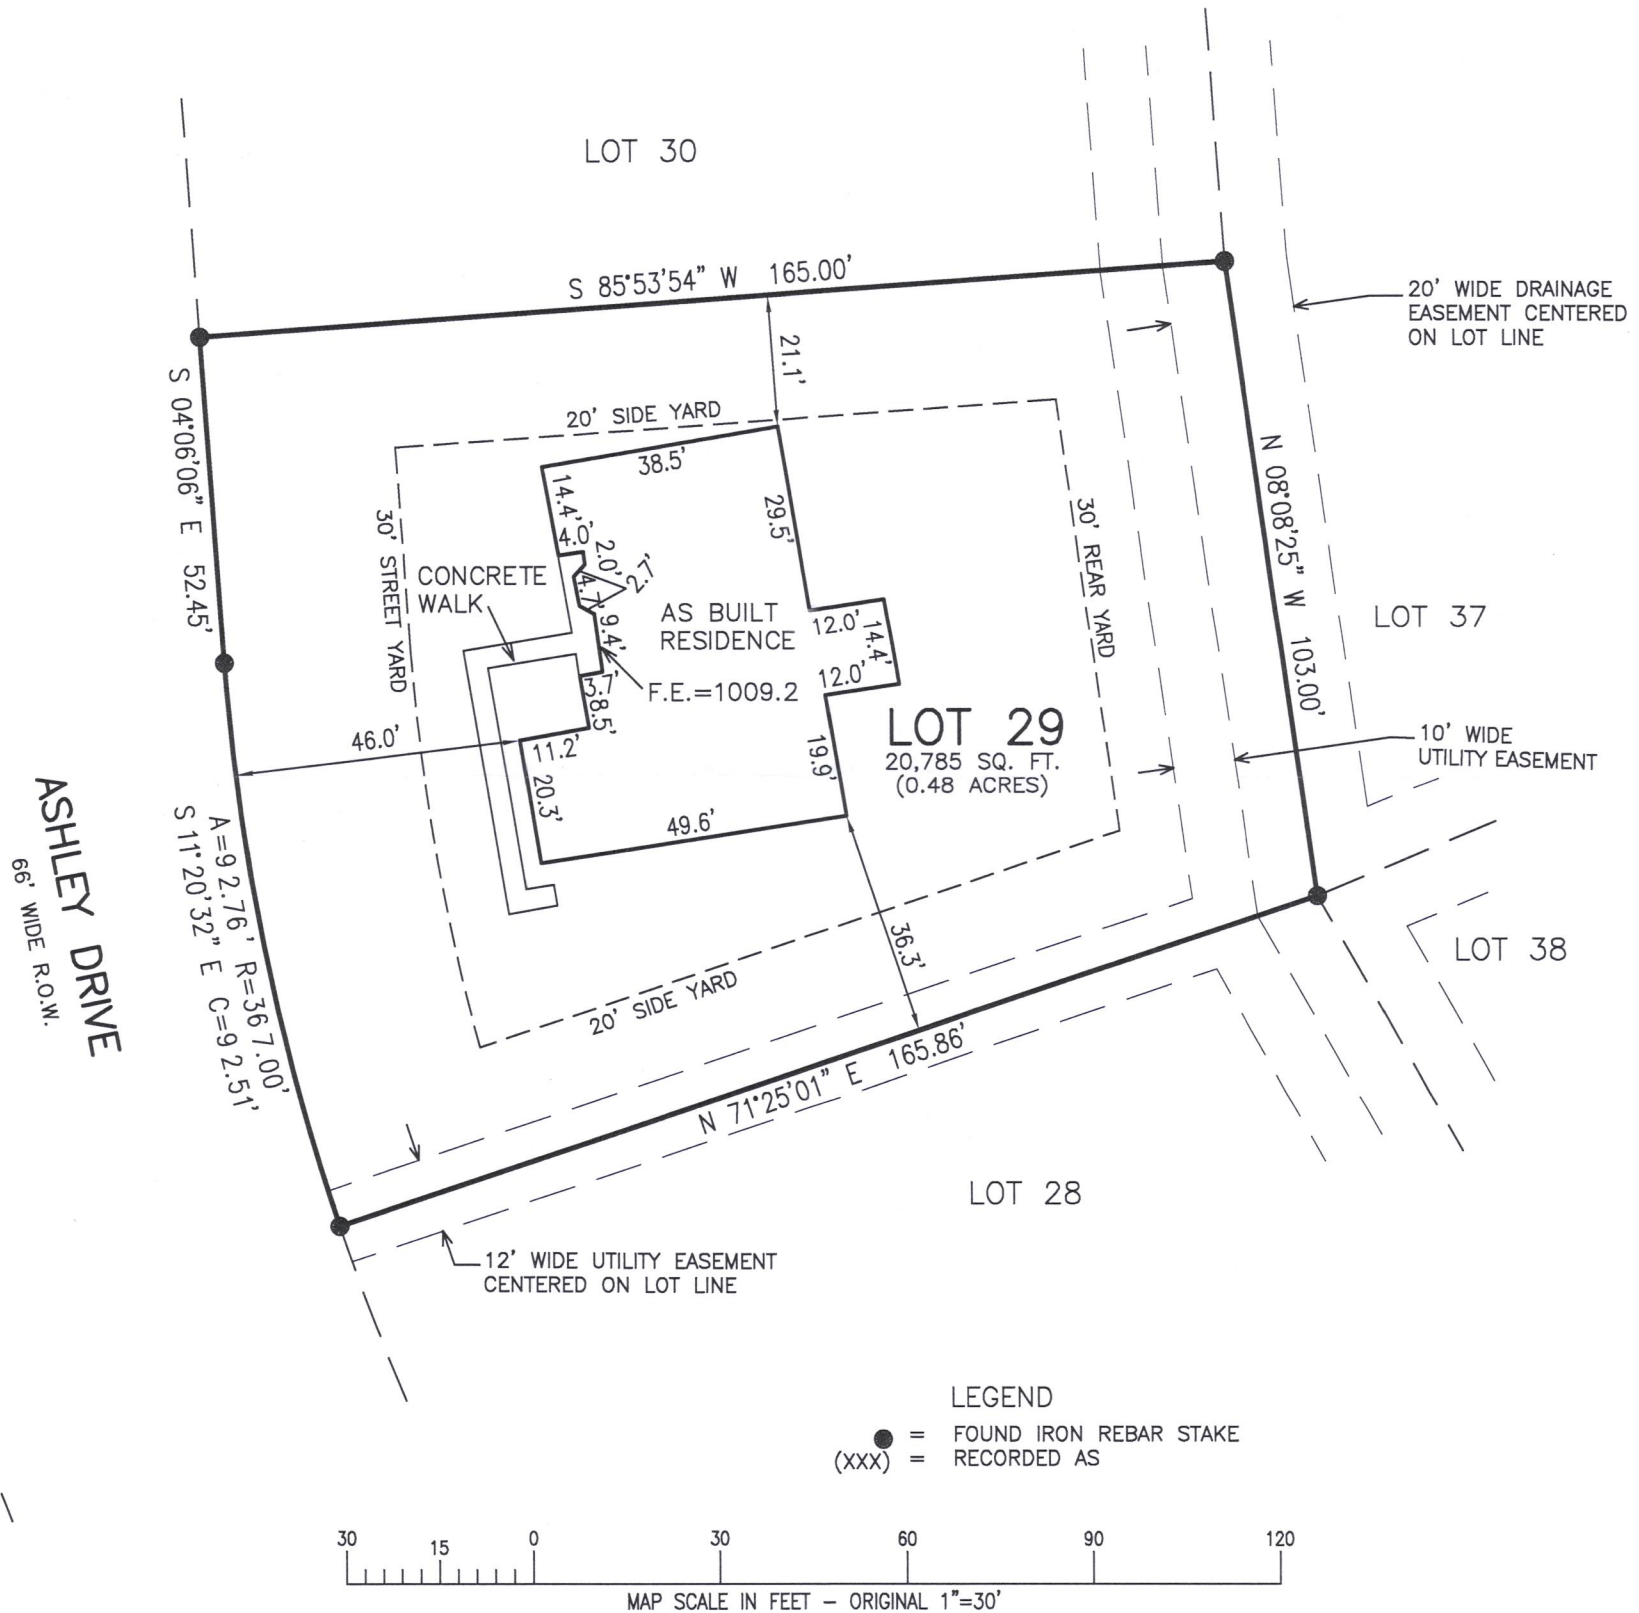 LOT 30
S 85°53'54" W 165.00'
20' WIDE DRAINAGE
EASEMENT CENTERED
ON LOT LINE
21.1'
S 04°06'06" E 52.45'
20' SIDE YARD
38.5'
14.4'
4.0'
2.0'
2.7'
4.7'
9.4'
29.5'
30' STREET YARD
CONCRETE
WALK
AS BUILT
RESIDENCE
12.0'
14.4'
12.0'
30' REAR YARD
N 08°08'25" W 103.00'
LOT 37
3.7'
8.5'
F.E.=1009.2
LOT 29
20,785 SQ. FT.
(0.48 ACRES)
46.0'
11.2'
20.3'
19.9'
49.6'
10' WIDE
UTILITY EASEMENT
ASHLEY DRIVE
66' WIDE R.O.W.
A=92.76' R=367.00'
S 11°20'32" E C=92.51'
36.3'
20' SIDE YARD
LOT 38
N 71°25'01" E 165.86'
LOT 28
12' WIDE UTILITY EASEMENT
CENTERED ON LOT LINE
LEGEND
= FOUND IRON REBAR STAKE
(XXX) = RECORDED AS
30 15 0 30 60 90 120
MAP SCALE IN FEET – ORIGINAL 1"=30'